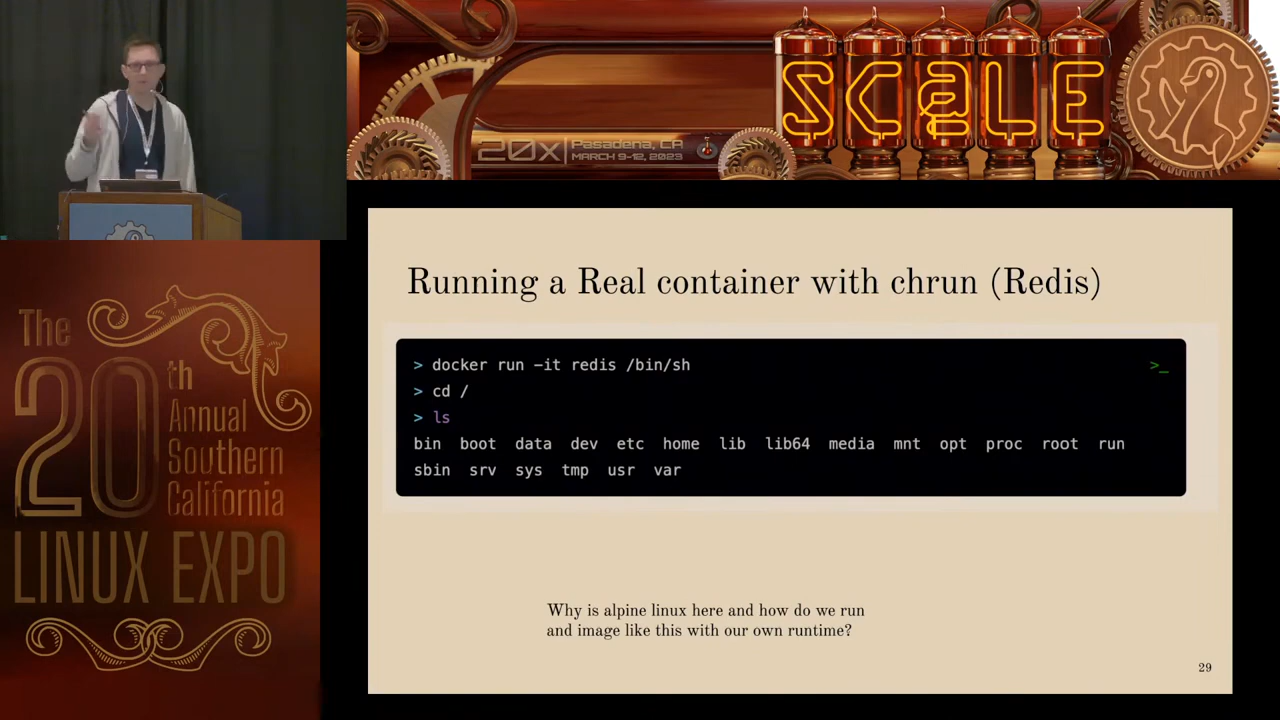 SCaLE
20x
Pasadena, CA
MARCH 9-12, 2023
The
20th
Annual
Southern
California
LINUX EXPO
Running a Real container with chrun (Redis)
> docker run -it redis /bin/sh
>_
> cd /
> ls
bin boot data dev etc home lib lib64 media mnt opt proc root run
sbin srv sys tmp usr var
Why is alpine linux here and how do we run
and image like this with our own runtime?
29